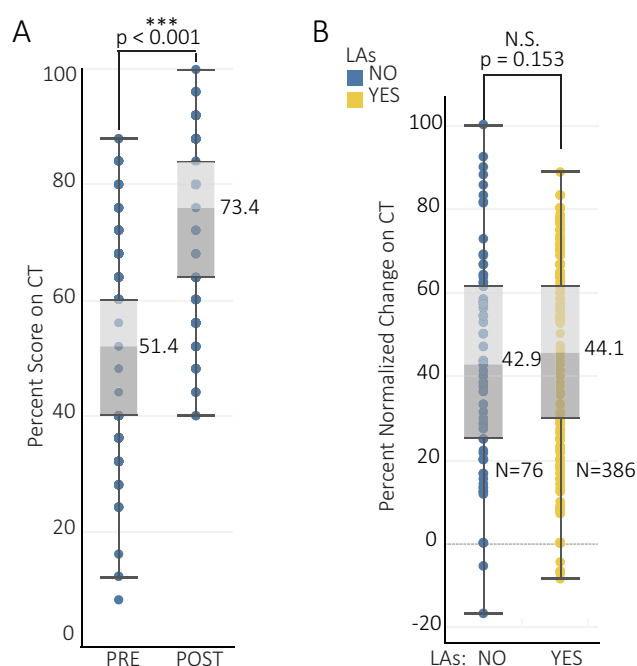 A
***
p < 0.001
Percent Score on CT
100
80
60
40
20
0
73.4
51.4
PRE
POST
B
LAs
NO
YES
N.S.
p = 0.153
Percent Normalized Change on CT
100
80
60
40
20
0
-20
42.9
44.1
N=76
N=386
LAs: NO
YES